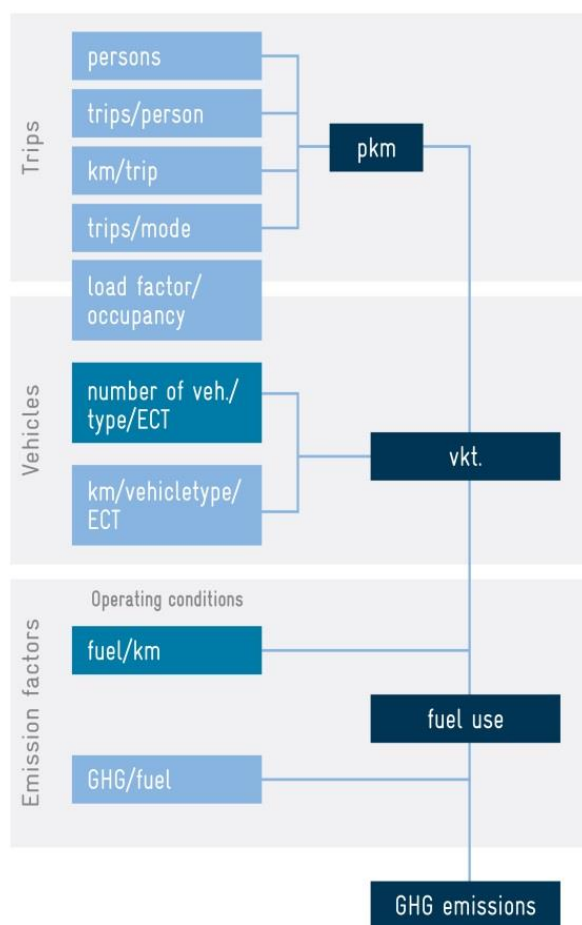 Trips
persons
trips/person
km/trip
trips/mode
pkm
load factor/
occupancy
Vehicles
number of veh./
type/ECT
km/vehicletype/
ECT
vkt.
Emission factors
Operating conditions
fuel/km
fuel use
GHG/fuel
GHG emissions